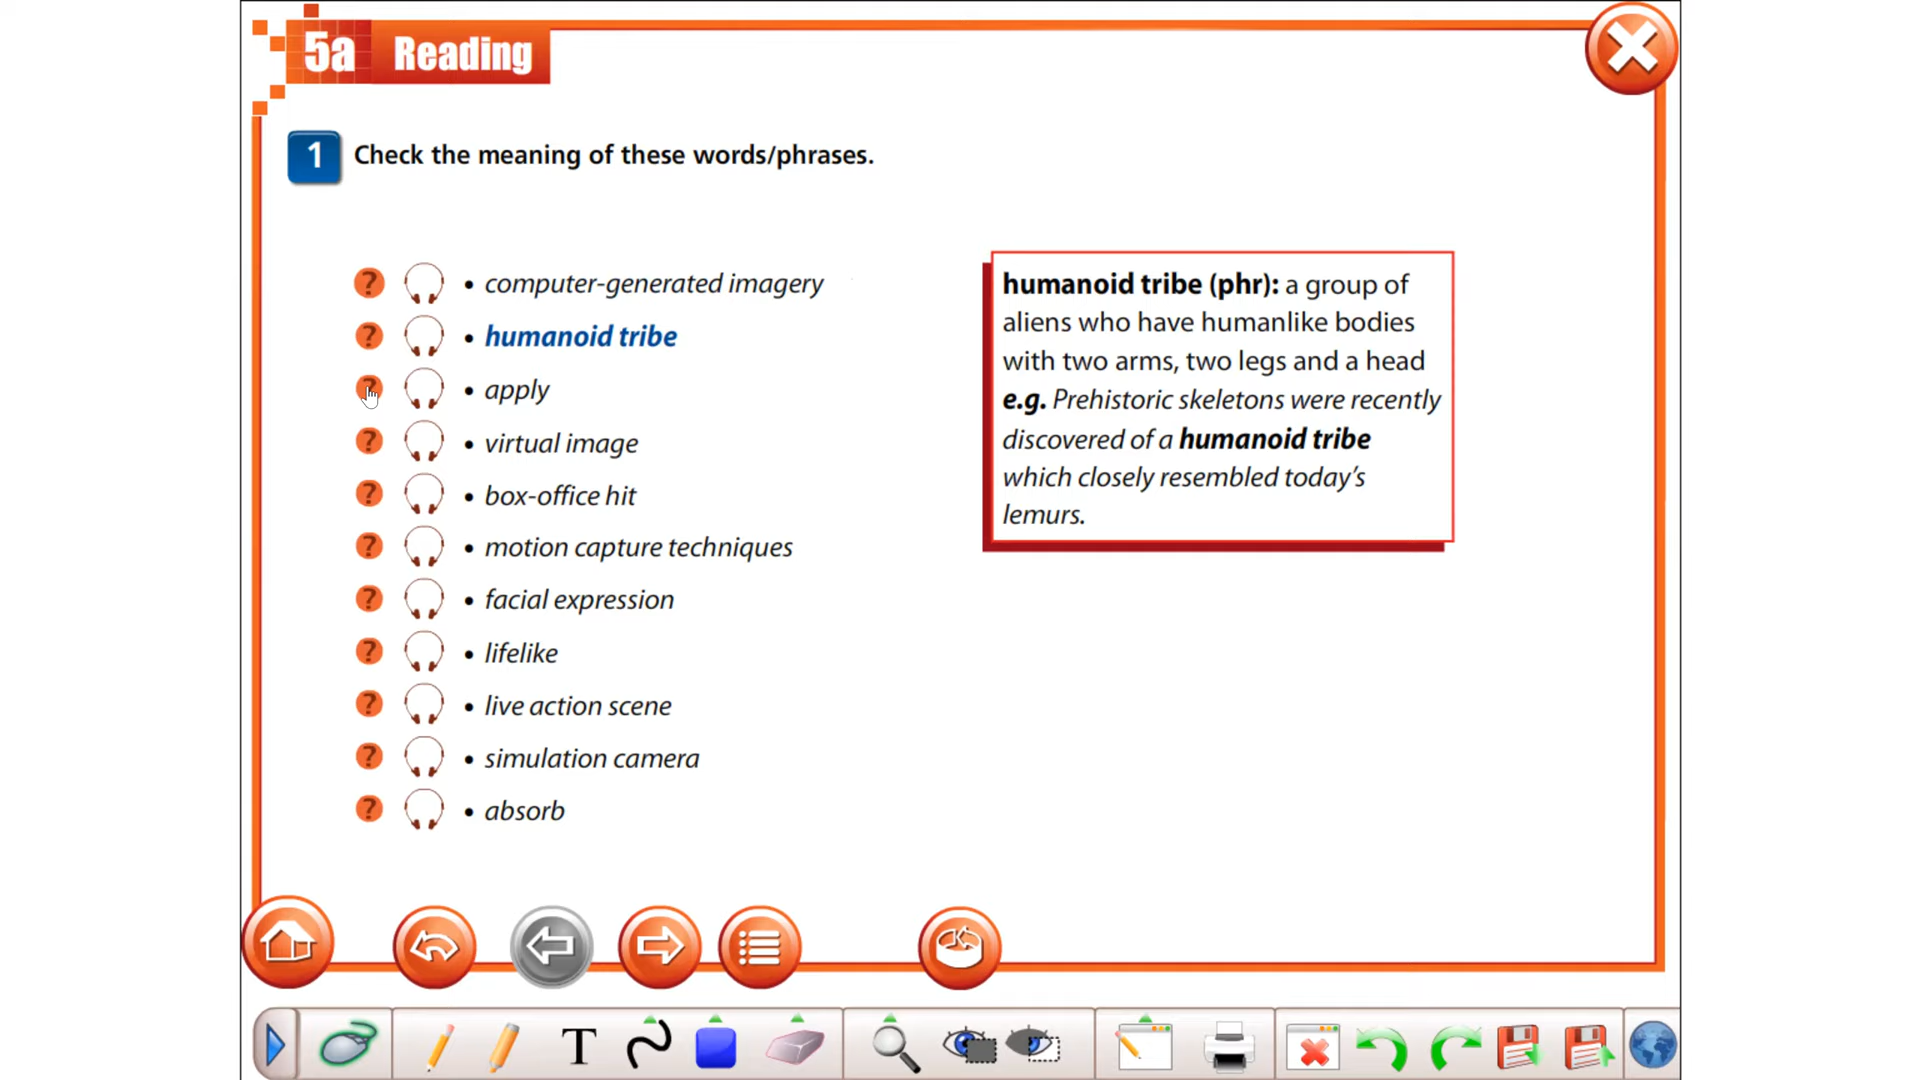 5a Reading
1 Check the meaning of these words/phrases.
? • computer-generated imagery
? • humanoid tribe
? • apply
? • virtual image
? • box-office hit
? • motion capture techniques
? • facial expression
? • lifelike
? • live action scene
? • simulation camera
? • absorb
humanoid tribe (phr): a group of
aliens who have humanlike bodies
with two arms, two legs and a head
e.g. Prehistoric skeletons were recently
discovered of a humanoid tribe
which closely resembled today's
lemurs.
T